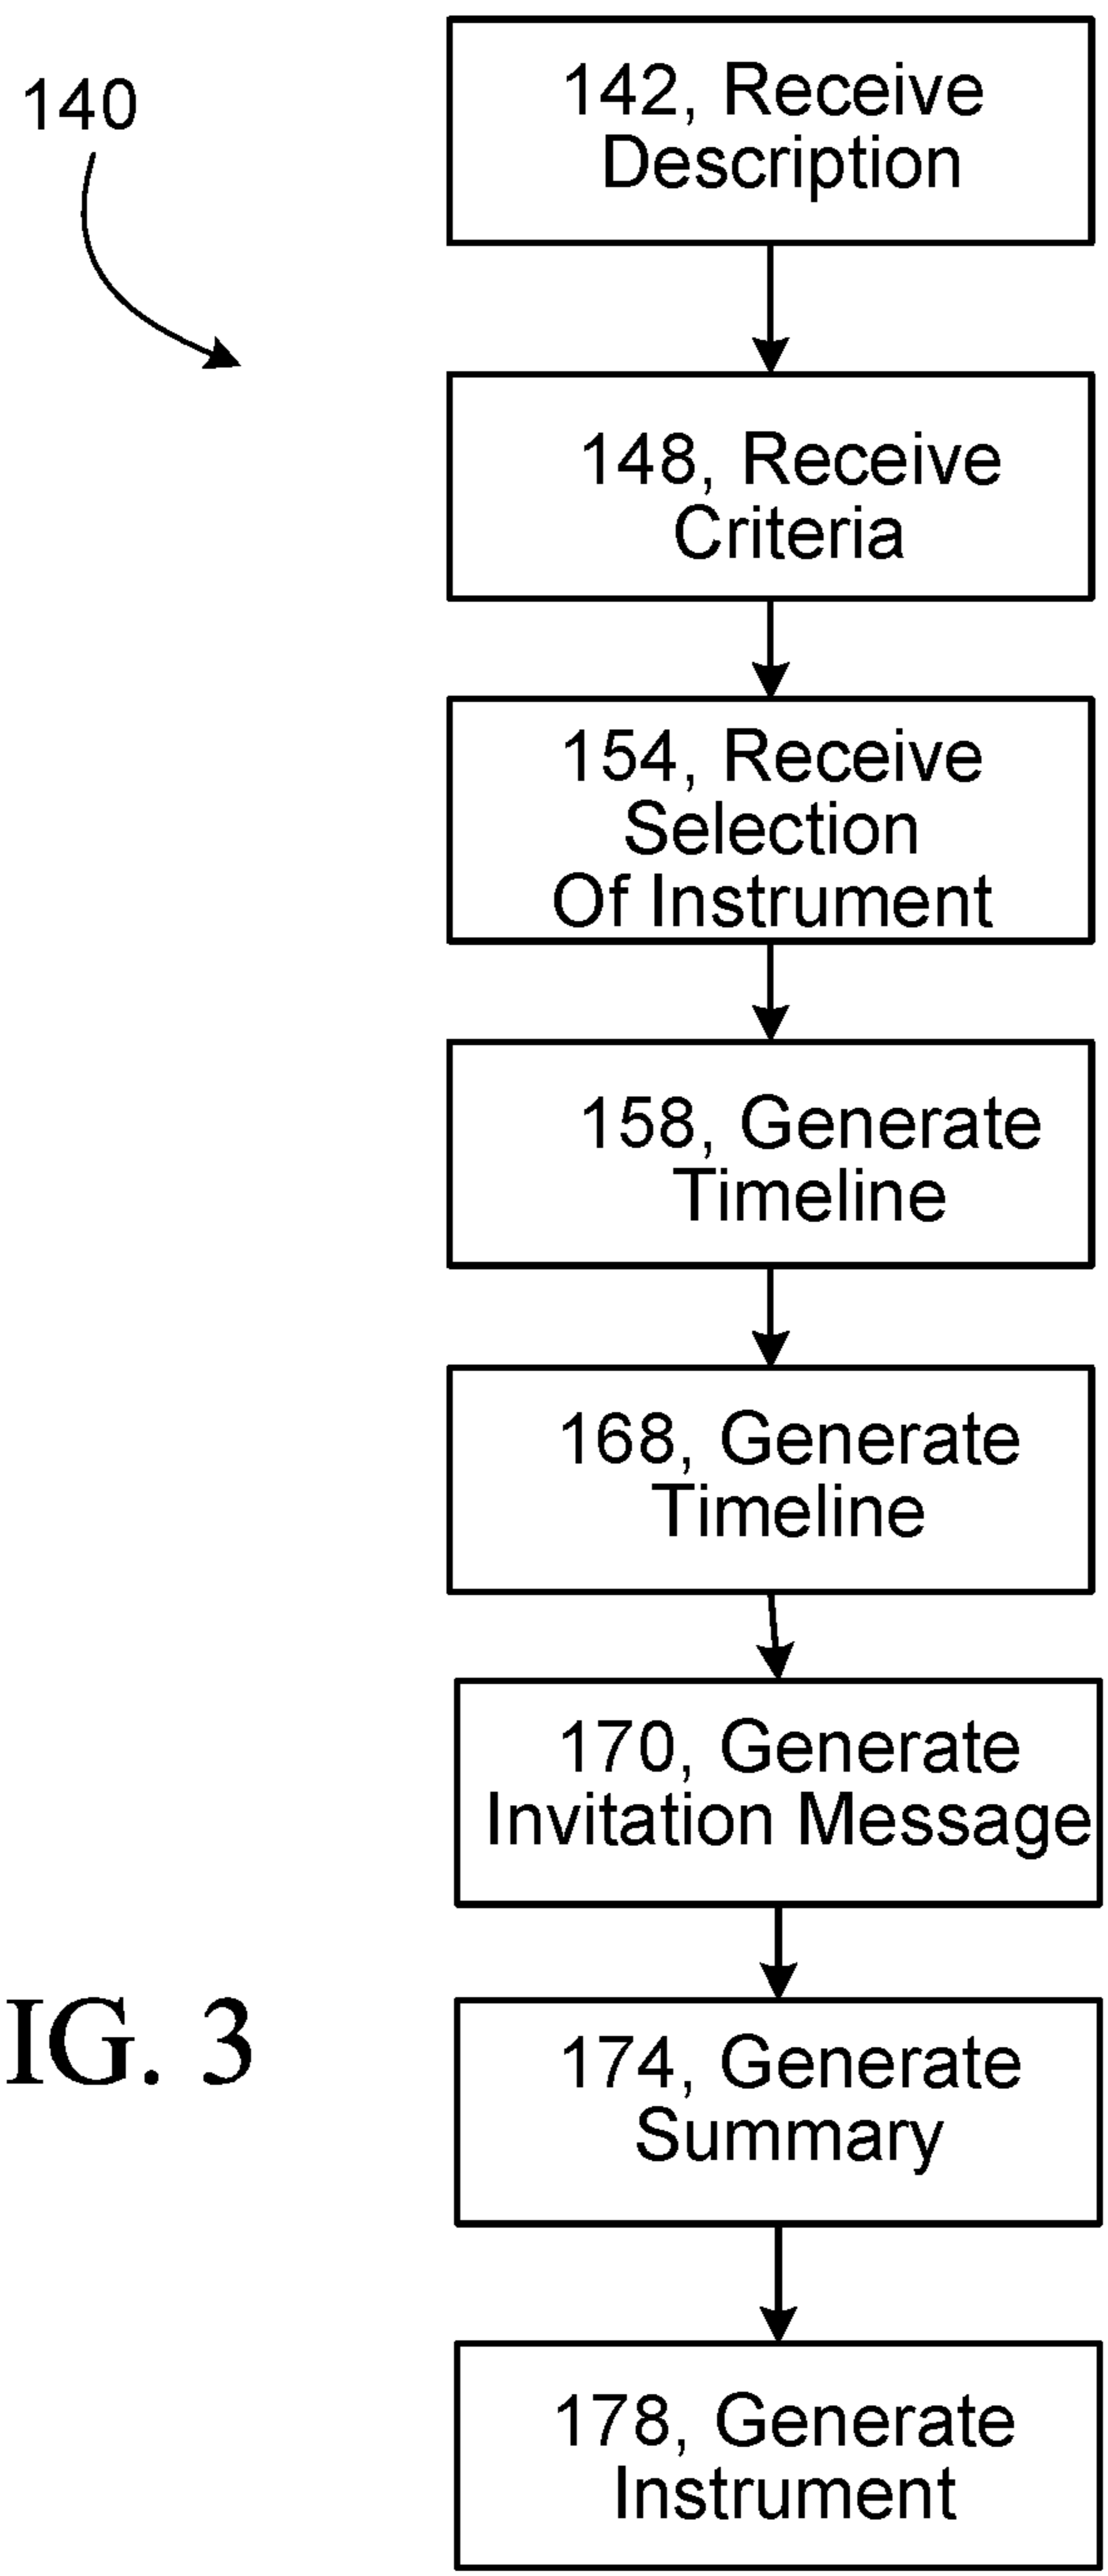 140
142, Receive
Description
148, Receive
Criteria
154, Receive
Selection
Of Instrument
158, Generate
Timeline
168, Generate
Timeline
170, Generate
Invitation Message
174, Generate
Summary
178, Generate
Instrument
IG. 3